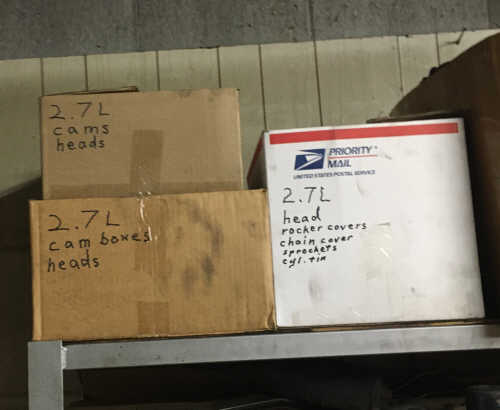 2.7L
cams
heads
2.7L
cam boxes
heads
PRIORITY
MAIL
UNITED STATES POSTAL SERVICE
2.7L
head
rocker covers
chain cover
sprockets
cyl. tin